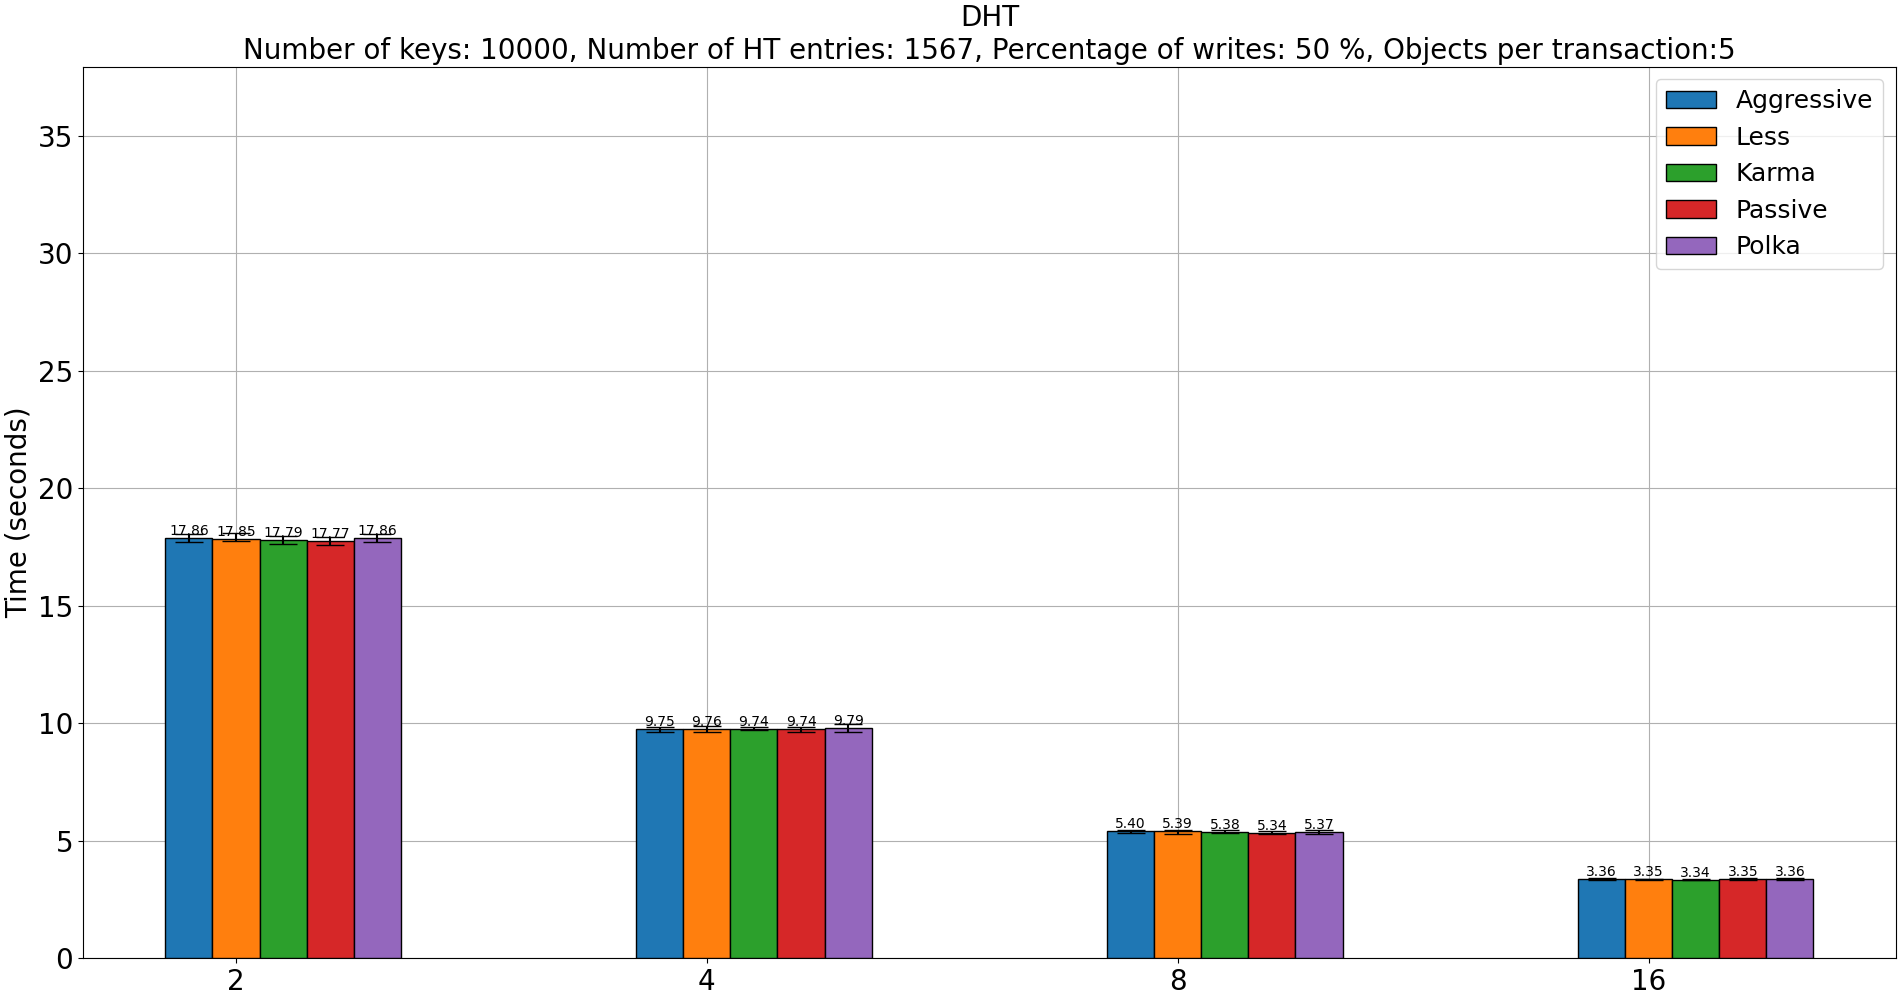 DHT
Number of keys: 10000, Number of HT entries: 1567, Percentage of writes: 50 %, Objects per transaction:5
Aggressive
Less
Karma
Passive
Polka
Time (seconds)
35
30
25
20
15
10
5
0
17.86 17.85 17.79 17.77 17.86
9.75 9.76 9.74 9.74 9.79
5.40 5.39 5.38 5.34 5.37
3.36 3.35 3.34 3.35 3.36
2 4 8 16